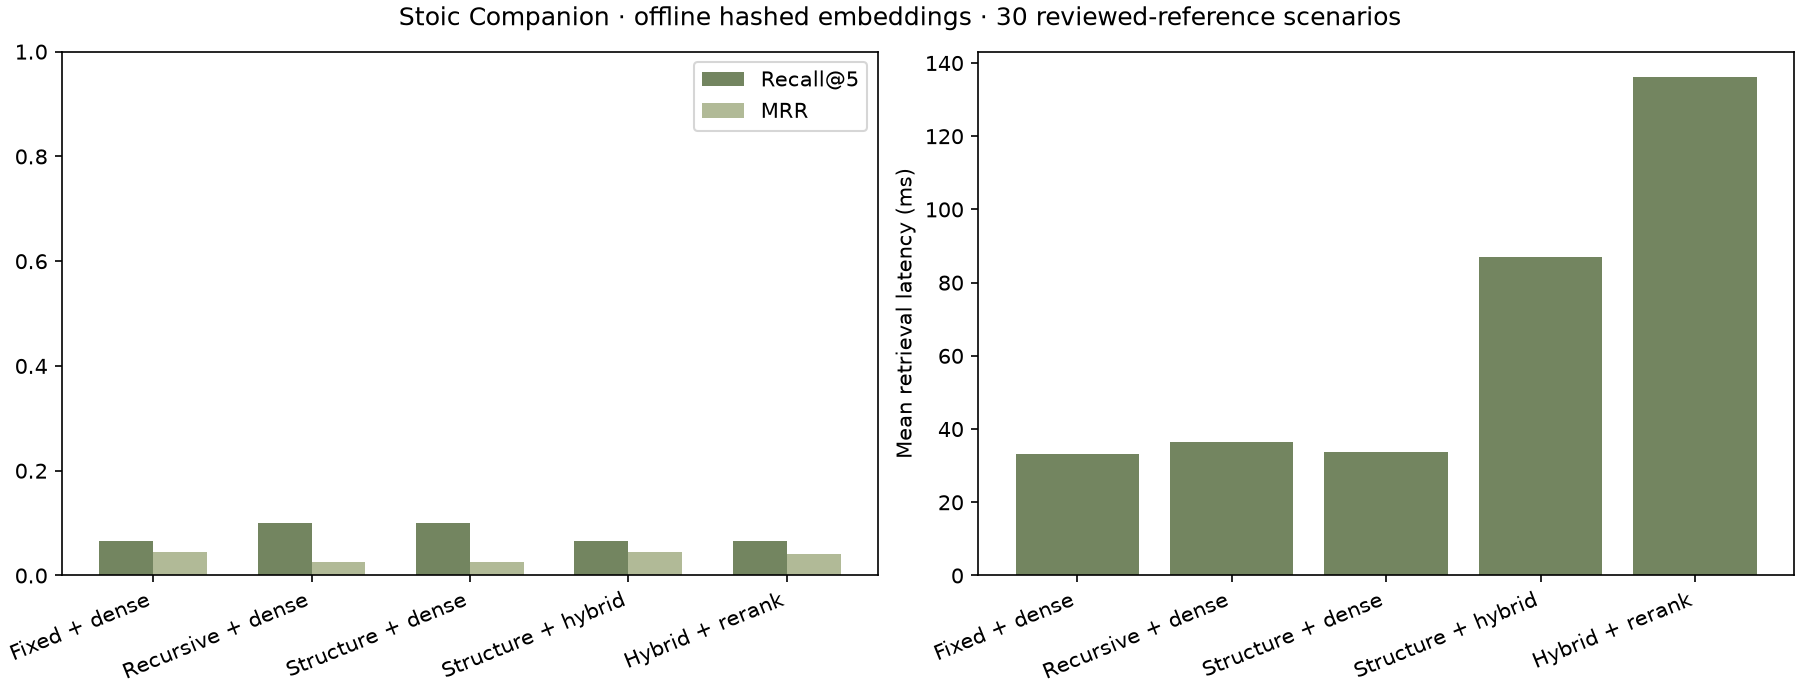 Stoic Companion · offline hashed embeddings · 30 reviewed-reference scenarios
1.0
0.8
0.6
0.4
0.2
0.0
Recall@5
MRR
Fixed + dense
Recursive + dense
Structure + dense
Structure + hybrid
Hybrid + rerank
Mean retrieval latency (ms)
140
120
100
80
60
40
20
0
Fixed + dense
Recursive + dense
Structure + dense
Structure + hybrid
Hybrid + rerank